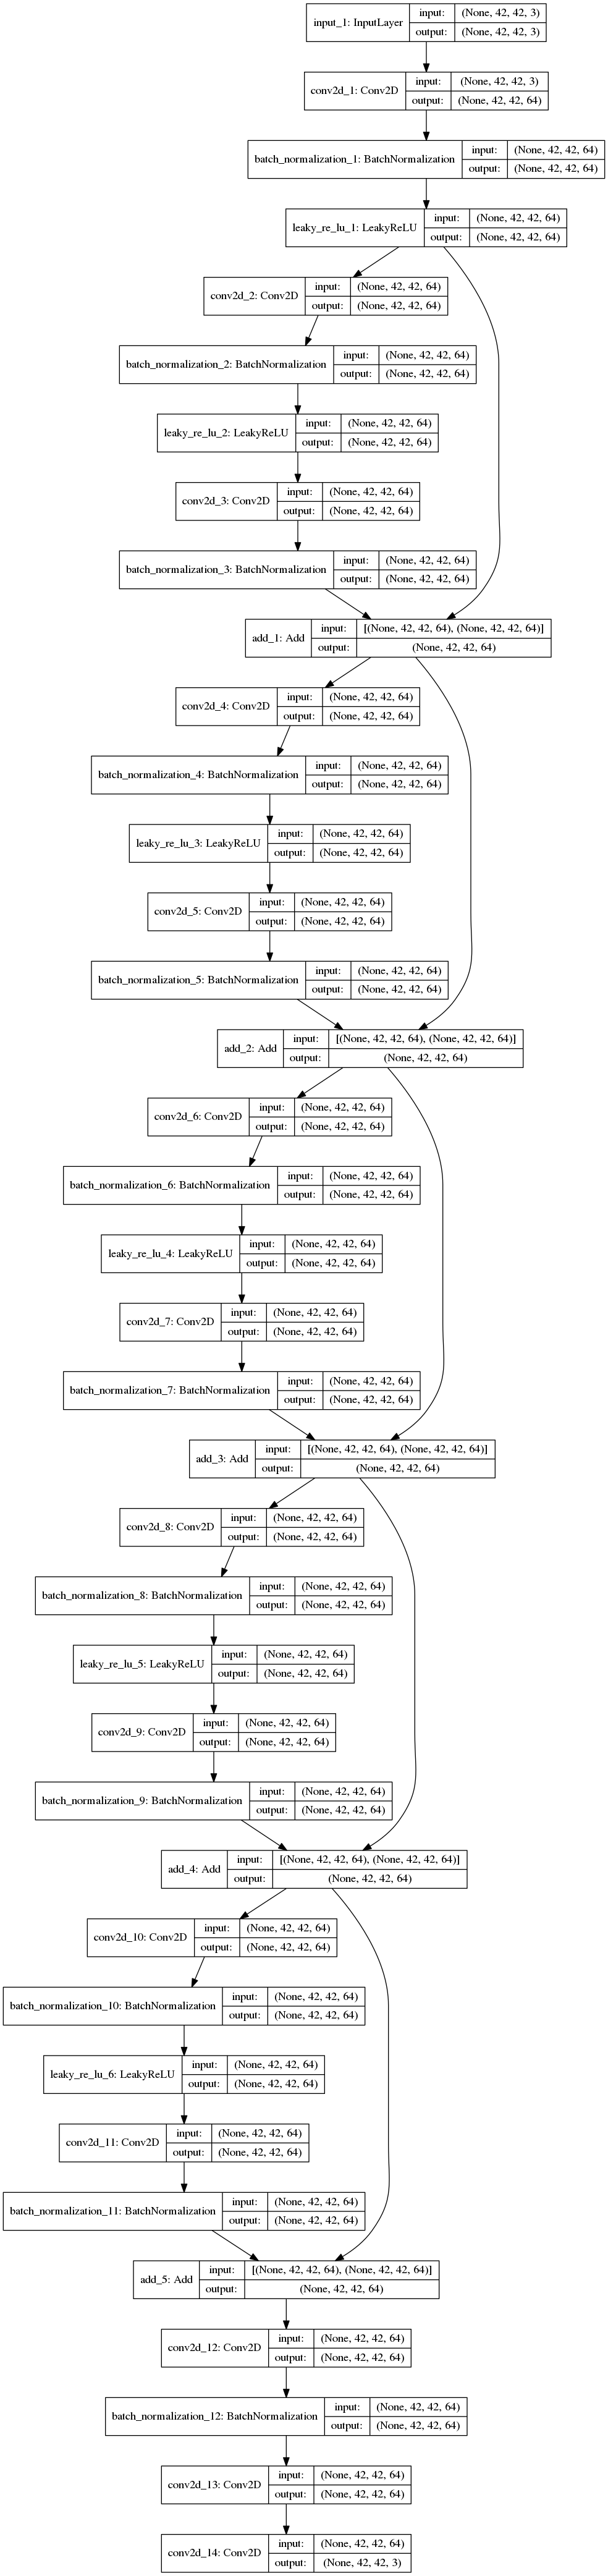 input_1: InputLayer
input: (None, 42, 42, 3)
output: (None, 42, 42, 3)
conv2d_1: Conv2D
input: (None, 42, 42, 3)
output: (None, 42, 42, 64)
batch_normalization_1: BatchNormalization
input: (None, 42, 42, 64)
output: (None, 42, 42, 64)
leaky_re_lu_1: LeakyReLU
input: (None, 42, 42, 64)
output: (None, 42, 42, 64)
conv2d_2: Conv2D
input: (None, 42, 42, 64)
output: (None, 42, 42, 64)
batch_normalization_2: BatchNormalization
input: (None, 42, 42, 64)
output: (None, 42, 42, 64)
leaky_re_lu_2: LeakyReLU
input: (None, 42, 42, 64)
output: (None, 42, 42, 64)
conv2d_3: Conv2D
input: (None, 42, 42, 64)
output: (None, 42, 42, 64)
batch_normalization_3: BatchNormalization
input: (None, 42, 42, 64)
output: (None, 42, 42, 64)
add_1: Add
input: [(None, 42, 42, 64), (None, 42, 42, 64)]
output: (None, 42, 42, 64)
conv2d_4: Conv2D
input: (None, 42, 42, 64)
output: (None, 42, 42, 64)
batch_normalization_4: BatchNormalization
input: (None, 42, 42, 64)
output: (None, 42, 42, 64)
leaky_re_lu_3: LeakyReLU
input: (None, 42, 42, 64)
output: (None, 42, 42, 64)
conv2d_5: Conv2D
input: (None, 42, 42, 64)
output: (None, 42, 42, 64)
batch_normalization_5: BatchNormalization
input: (None, 42, 42, 64)
output: (None, 42, 42, 64)
add_2: Add
input: [(None, 42, 42, 64), (None, 42, 42, 64)]
output: (None, 42, 42, 64)
conv2d_6: Conv2D
input: (None, 42, 42, 64)
output: (None, 42, 42, 64)
batch_normalization_6: BatchNormalization
input: (None, 42, 42, 64)
output: (None, 42, 42, 64)
leaky_re_lu_4: LeakyReLU
input: (None, 42, 42, 64)
output: (None, 42, 42, 64)
conv2d_7: Conv2D
input: (None, 42, 42, 64)
output: (None, 42, 42, 64)
batch_normalization_7: BatchNormalization
input: (None, 42, 42, 64)
output: (None, 42, 42, 64)
add_3: Add
input: [(None, 42, 42, 64), (None, 42, 42, 64)]
output: (None, 42, 42, 64)
conv2d_8: Conv2D
input: (None, 42, 42, 64)
output: (None, 42, 42, 64)
batch_normalization_8: BatchNormalization
input: (None, 42, 42, 64)
output: (None, 42, 42, 64)
leaky_re_lu_5: LeakyReLU
input: (None, 42, 42, 64)
output: (None, 42, 42, 64)
conv2d_9: Conv2D
input: (None, 42, 42, 64)
output: (None, 42, 42, 64)
batch_normalization_9: BatchNormalization
input: (None, 42, 42, 64)
output: (None, 42, 42, 64)
add_4: Add
input: [(None, 42, 42, 64), (None, 42, 42, 64)]
output: (None, 42, 42, 64)
conv2d_10: Conv2D
input: (None, 42, 42, 64)
output: (None, 42, 42, 64)
batch_normalization_10: BatchNormalization
input: (None, 42, 42, 64)
output: (None, 42, 42, 64)
leaky_re_lu_6: LeakyReLU
input: (None, 42, 42, 64)
output: (None, 42, 42, 64)
conv2d_11: Conv2D
input: (None, 42, 42, 64)
output: (None, 42, 42, 64)
batch_normalization_11: BatchNormalization
input: (None, 42, 42, 64)
output: (None, 42, 42, 64)
add_5: Add
input: [(None, 42, 42, 64), (None, 42, 42, 64)]
output: (None, 42, 42, 64)
conv2d_12: Conv2D
input: (None, 42, 42, 64)
output: (None, 42, 42, 64)
batch_normalization_12: BatchNormalization
input: (None, 42, 42, 64)
output: (None, 42, 42, 64)
conv2d_13: Conv2D
input: (None, 42, 42, 64)
output: (None, 42, 42, 64)
conv2d_14: Conv2D
input: (None, 42, 42, 64)
output: (None, 42, 42, 3)